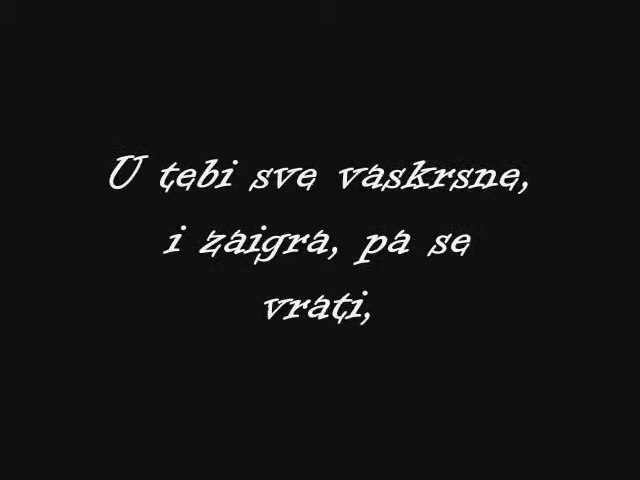 U tebi sve vaskrsne,
i zaigra, pa se
vrati,